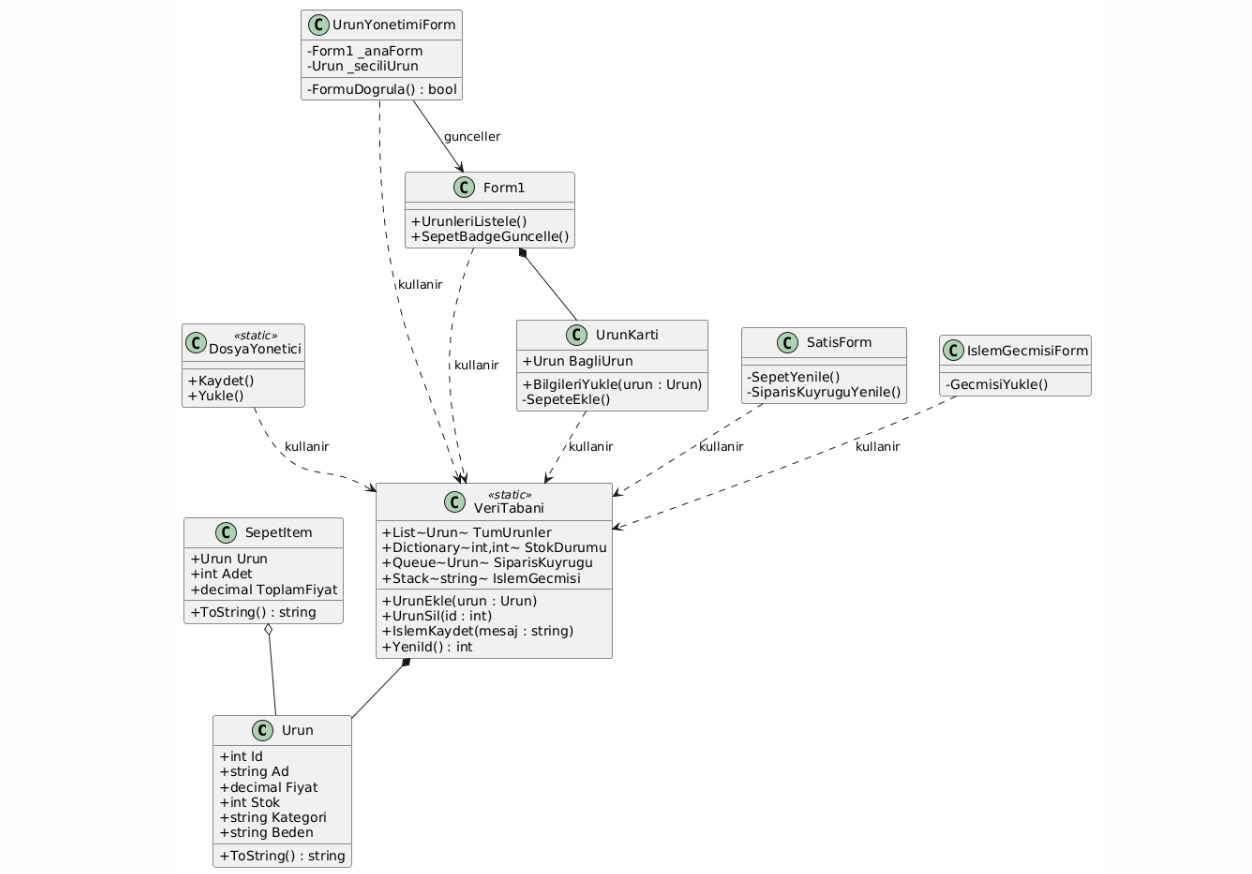 C UrunYonetimiForm
-Form1 _anaForm
-Urun _seciliUrun
-FormuDogrula() : bool
gunceller
C Form1
+UrunleriListele()
+SepetBadgeGuncelle()
kullanir
kullanir
C «static»
DosyaYonetici
+Kaydet()
+Yukle()
C UrunKarti
+Urun BagliUrun
+BilgileriYukle(urun : Urun)
-SepeteEkle()
C SatisForm
-SepetYenile()
-SiparisKuyruguYenile()
C IslemGecmisiForm
-GecmisiYukle()
kullanir
kullanir
kullanir
kullanir
C «static»
VeriTabani
+List~Urun~ TumUrunler
+Dictionary~int,int~ StokDurumu
+Queue~Urun~ SiparisKuyrugu
+Stack~string~ IslemGecmisi
+UrunEkle(urun : Urun)
+UrunSil(id : int)
+IslemKaydet(mesaj : string)
+YeniId() : int
C SepetItem
+Urun Urun
+int Adet
+decimal ToplamFiyat
+ToString() : string
C Urun
+int Id
+string Ad
+decimal Fiyat
+int Stok
+string Kategori
+string Beden
+ToString() : string